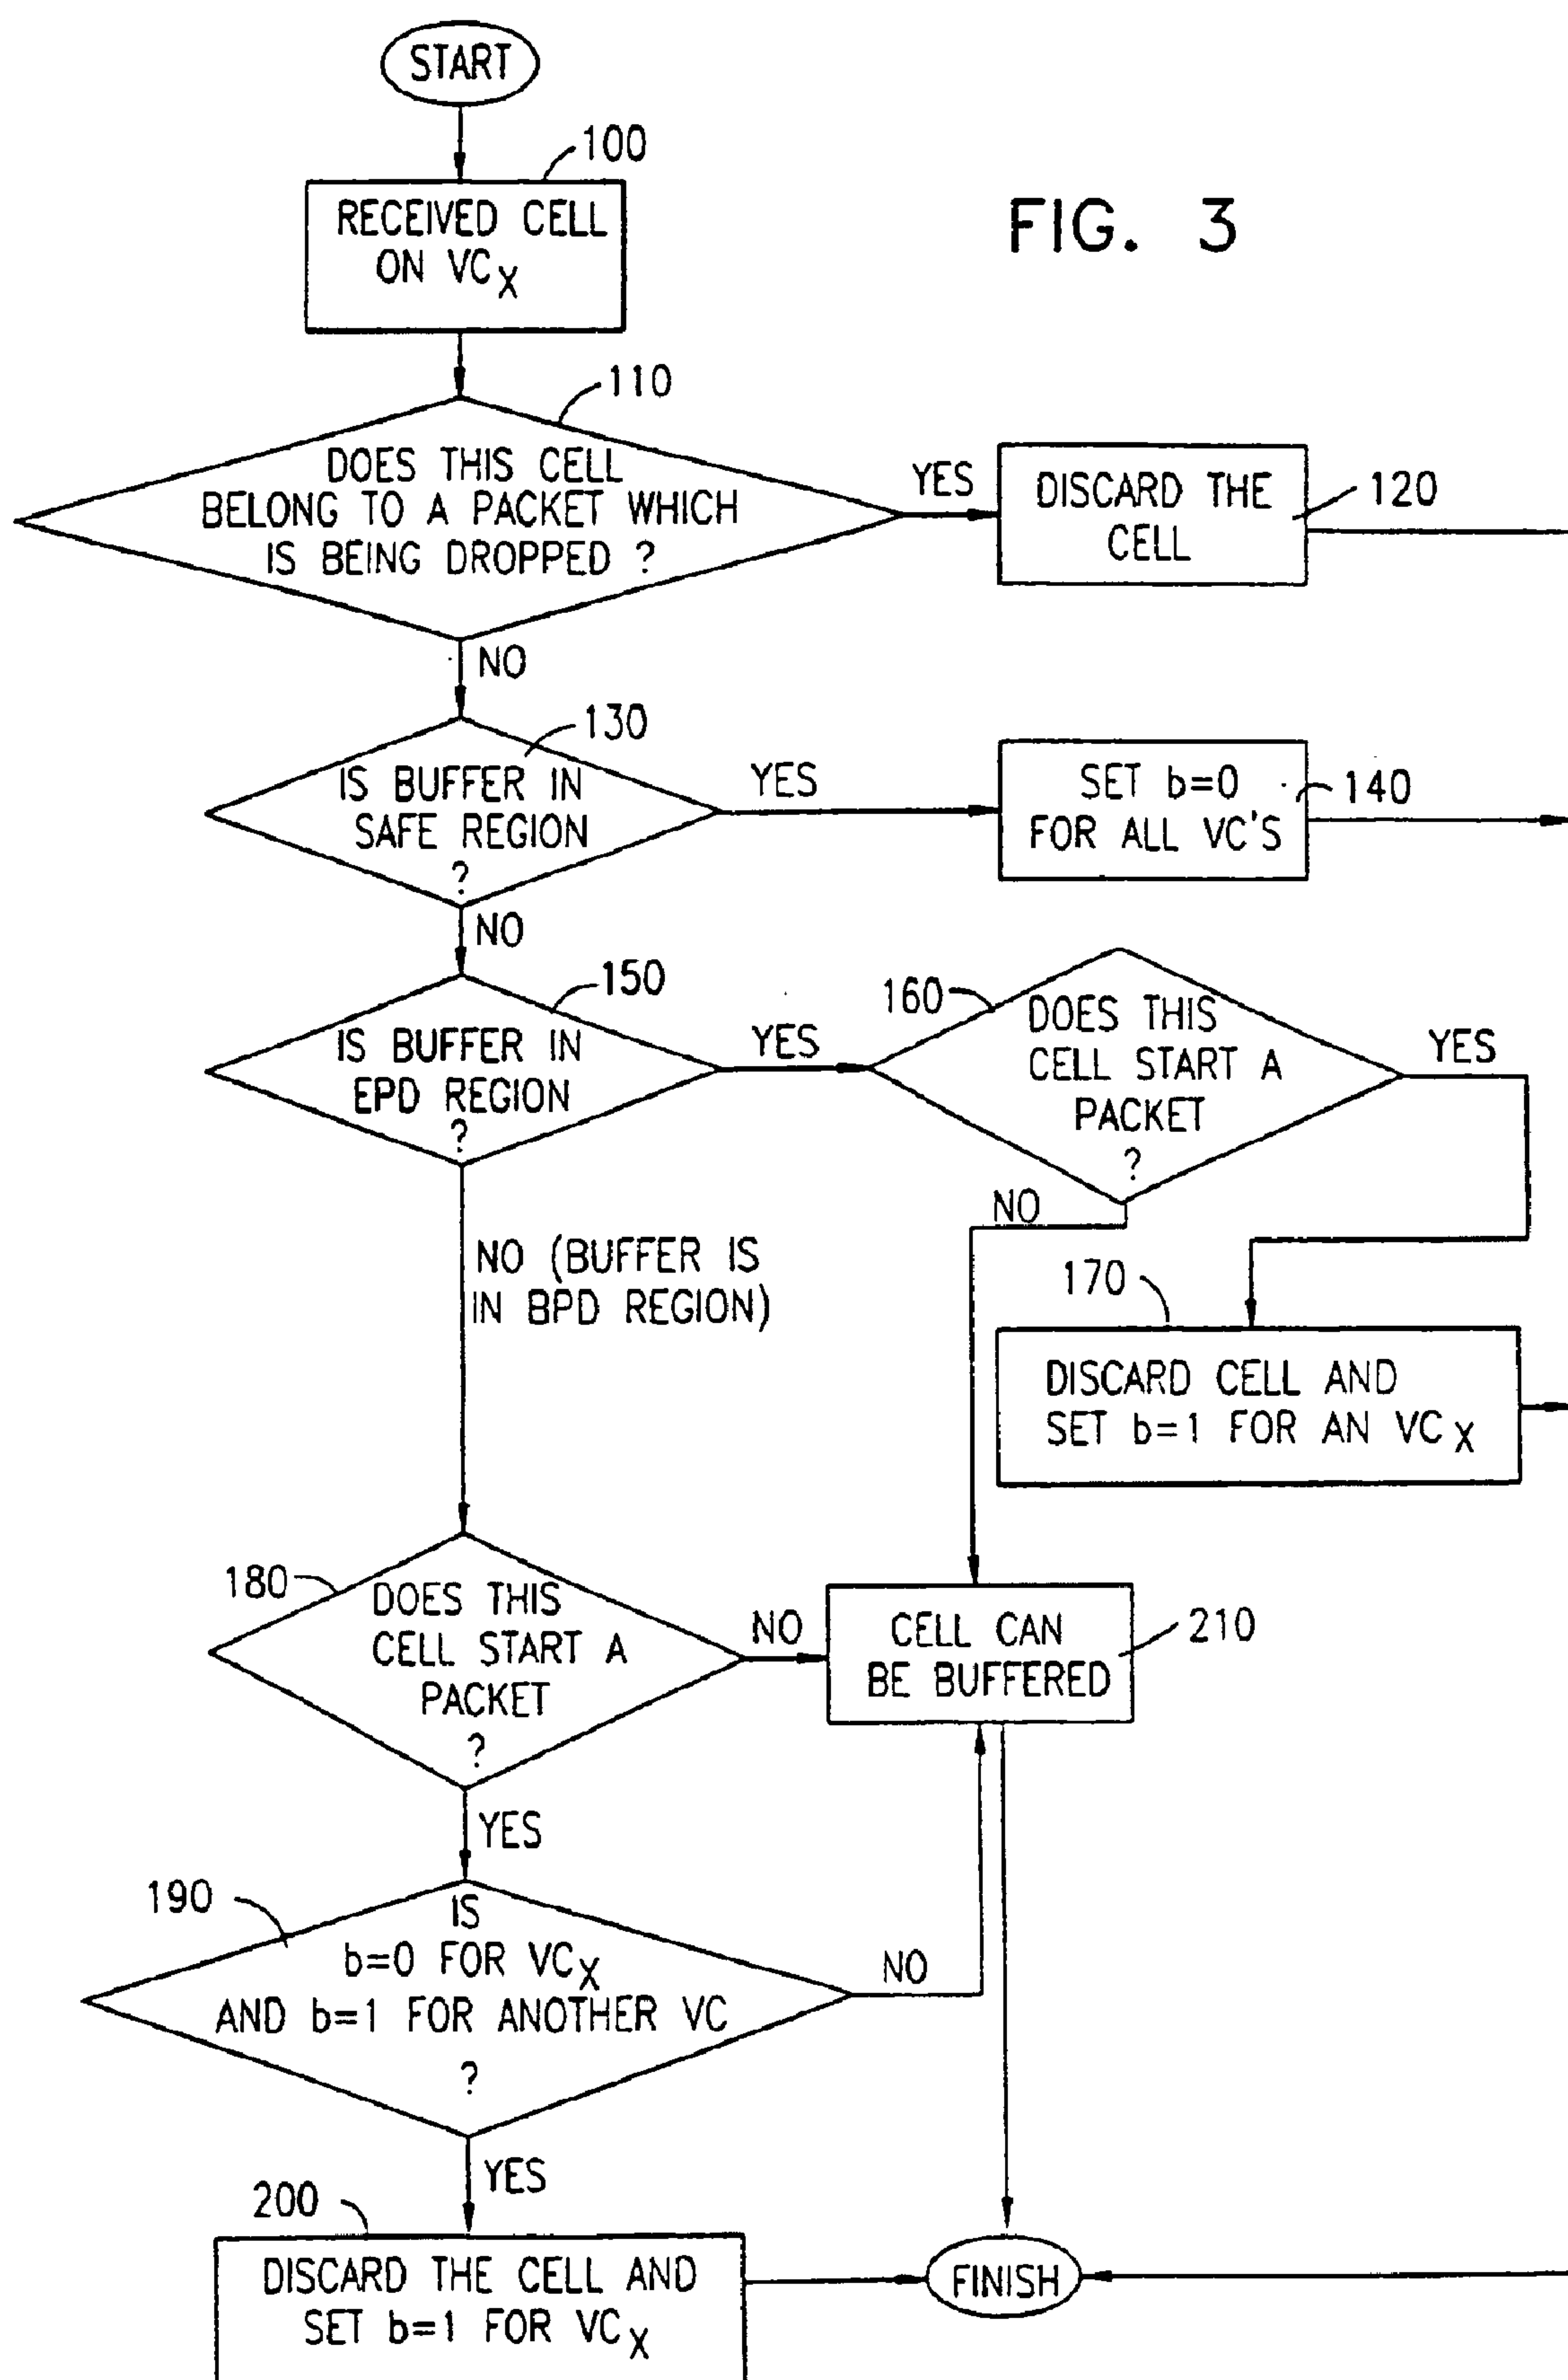 START
100
RECEIVED CELL
ON VCX
FIG. 3
110
DOES THIS CELL
BELONG TO A PACKET WHICH
IS BEING DROPPED ?
YES
DISCARD THE
CELL
120
NO
130
IS BUFFER IN
SAFE REGION
?
YES
SET b=0
FOR ALL VC'S
140
NO
150
IS BUFFER IN
EPD REGION
?
YES
160
DOES THIS
CELL START A
PACKET
?
YES
NO
NO (BUFFER IS
IN BPD REGION)
170
DISCARD CELL AND
SET b=1 FOR AN VCX
180
DOES THIS
CELL START A
PACKET
?
NO
CELL CAN
BE BUFFERED
210
YES
190
IS
b=0 FOR VCX
AND b=1 FOR ANOTHER VC
?
NO
YES
200
DISCARD THE CELL AND
SET b=1 FOR VCX
FINISH